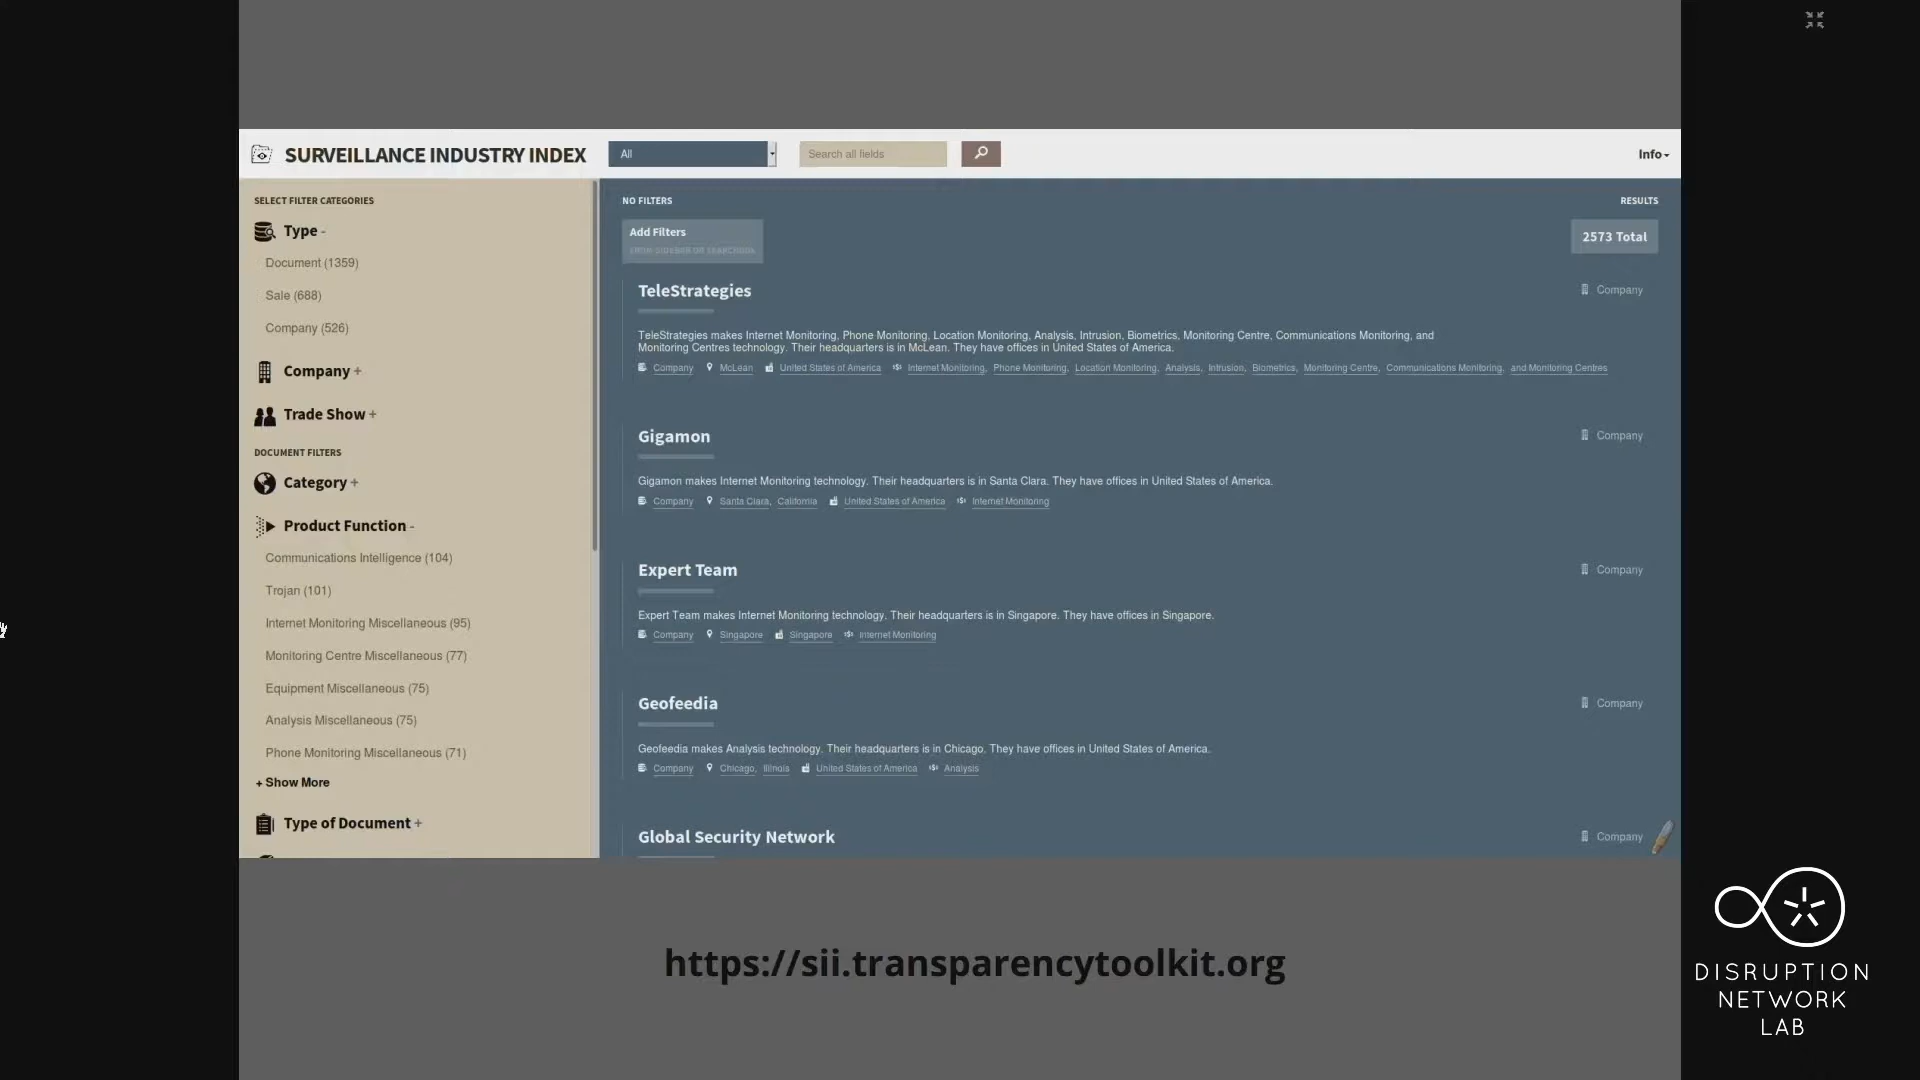 SURVEILLANCE INDUSTRY INDEX
All
Search all fields
Info
SELECT FILTER CATEGORIES
Type -
Document (1359)
Sale (688)
Company (526)
Company +
Trade Show +
DOCUMENT FILTERS
Category +
Product Function -
Communications Intelligence (104)
Trojan (101)
Internet Monitoring Miscellaneous (95)
Monitoring Centre Miscellaneous (77)
Equipment Miscellaneous (75)
Analysis Miscellaneous (75)
Phone Monitoring Miscellaneous (71)
+ Show More
Type of Document +
NO FILTERS
RESULTS
Add Filters
FROM SIDEBAR OR SEARCHBOX
2573 Total
TeleStrategies
Company
TeleStrategies makes Internet Monitoring, Phone Monitoring, Location Monitoring, Analysis, Intrusion, Biometrics, Monitoring Centre, Communications Monitoring, and
Monitoring Centres technology. Their headquarters is in McLean. They have offices in United States of America.
Company McLean United States of America Internet Monitoring, Phone Monitoring, Location Monitoring, Analysis, Intrusion, Biometrics, Monitoring Centre, Communications Monitoring, and Monitoring Centres
Gigamon
Company
Gigamon makes Internet Monitoring technology. Their headquarters is in Santa Clara. They have offices in United States of America.
Company Santa Clara, California United States of America Internet Monitoring
Expert Team
Company
Expert Team makes Internet Monitoring technology. Their headquarters is in Singapore. They have offices in Singapore.
Company Singapore Singapore Internet Monitoring
Geofeedia
Company
Geofeedia makes Analysis technology. Their headquarters is in Chicago. They have offices in United States of America.
Company Chicago, Illinois United States of America Analysis
Global Security Network
Company
https://sii.transparencytoolkit.org
DISRUPTION
NETWORK
LAB